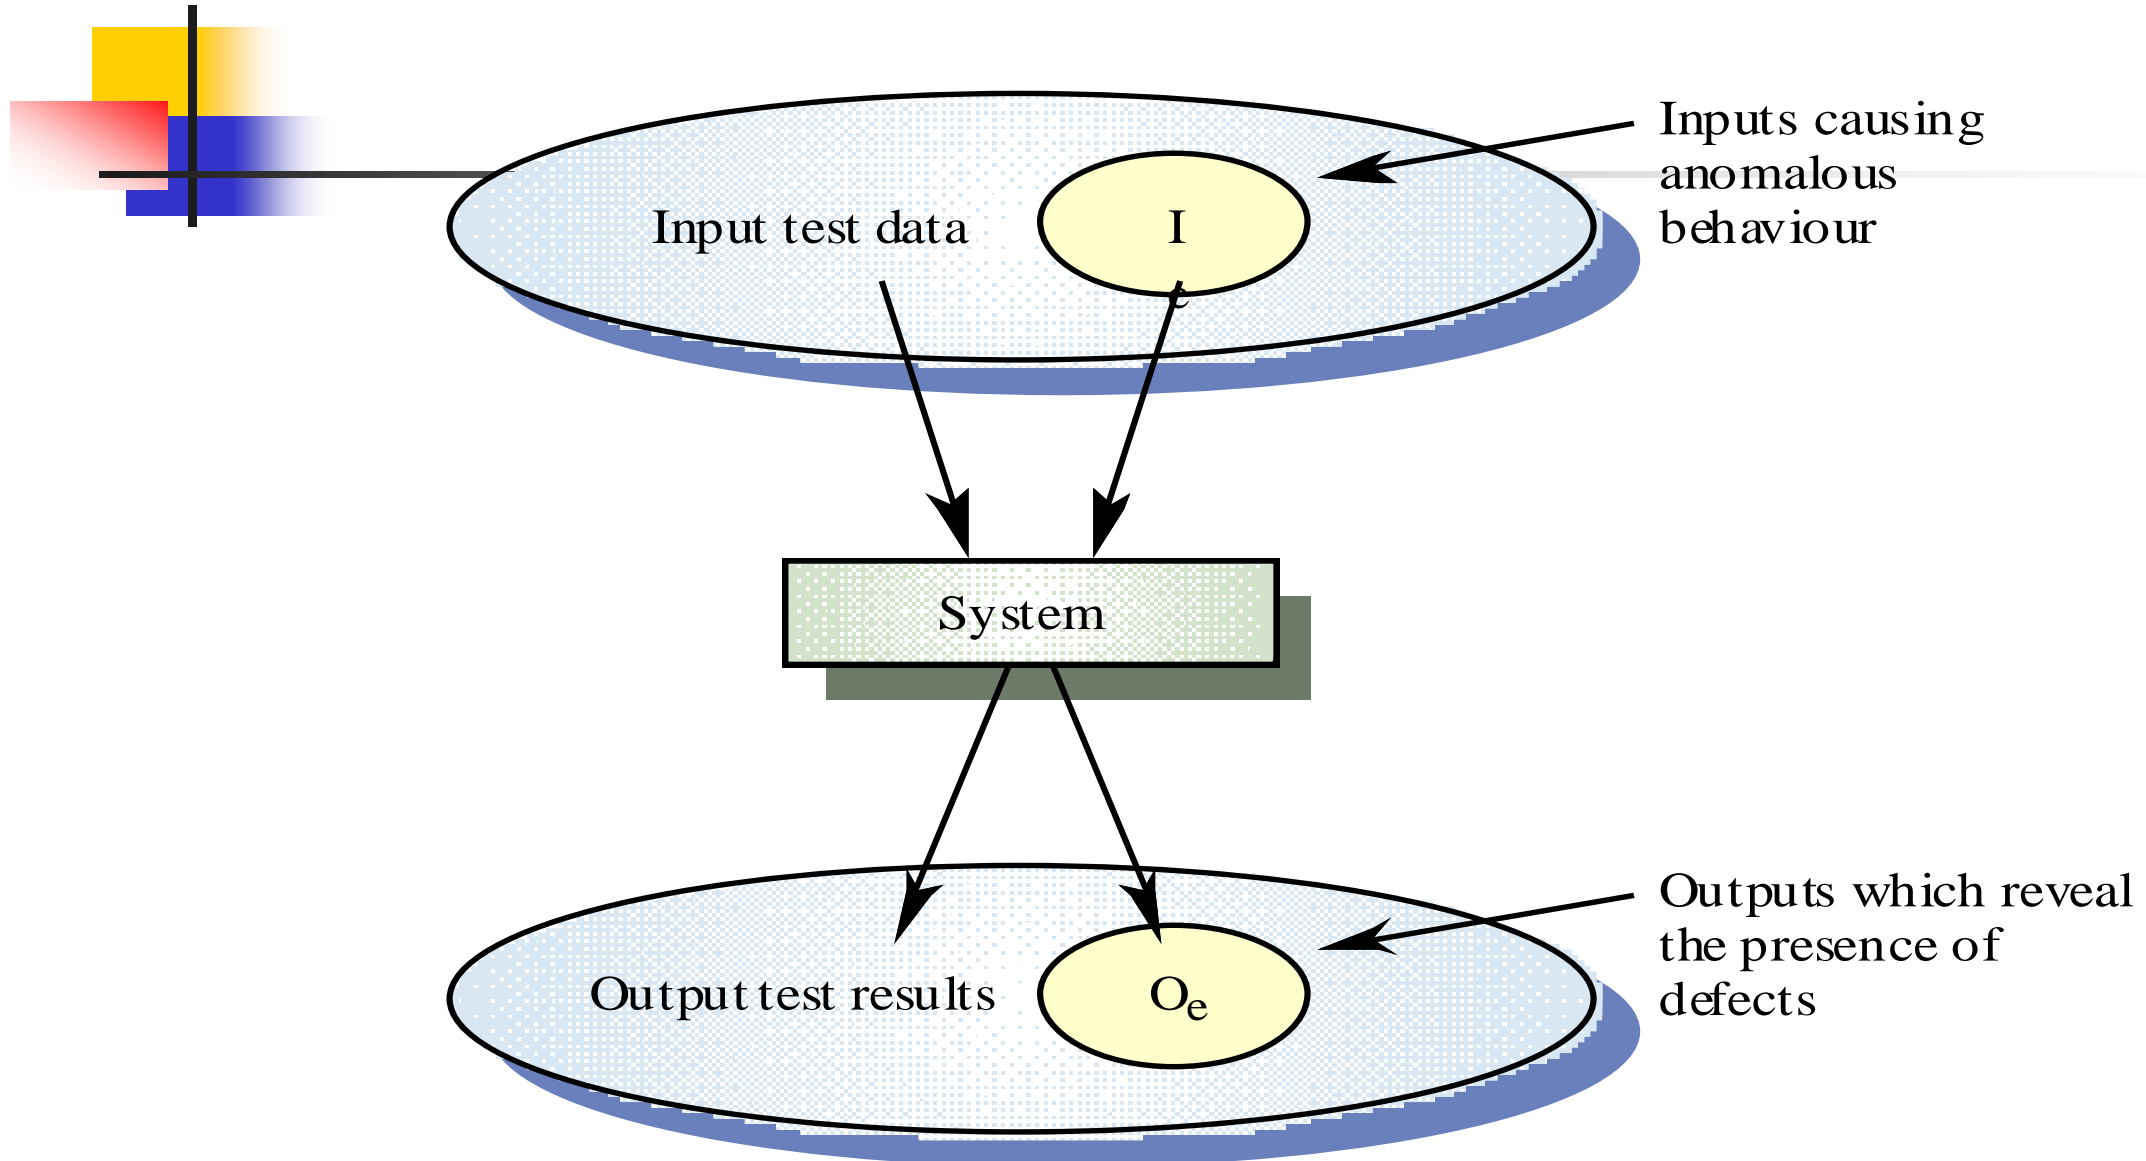 Inputs causing
anomalous
behaviour
Input test data
I
e
System
Outputs which reveal
the presence of
defects
Output test results
Oe